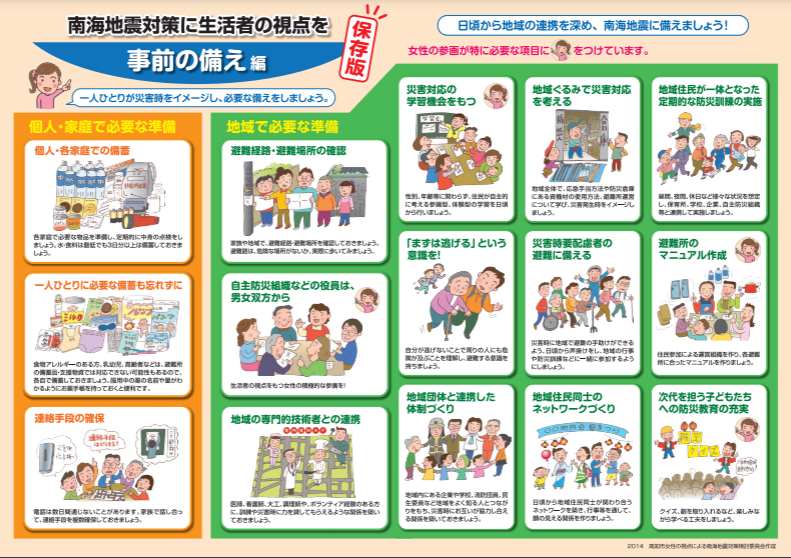 南海地震対策に生活者の視点を
事前の備え 編
保存版
一人ひとりが災害時をイメージし、必要な備えをしましょう。
日頃から地域の連携を深め、南海地震に備えましょう！
女性の参画が特に必要な項目に をつけています。
個人・家庭で必要な準備
個人・各家庭での備蓄
各家庭で必要な物品を準備し、定期的に中身の点検をし
ましょう。水・食料は最低でも3日分以上は備蓄しておきま
しょう。
一人ひとりに必要な備蓄も忘れずに
ミルク
食物アレルギーのある方、乳幼児、高齢者などは、避難所
の備蓄品・支援物資では対応できない可能性もあるので、
各自で備蓄しておきましょう。服用中の薬の名前や量がわ
かるようにお薬手帳を持っておくと便利です。
連絡手段の確保
連絡手段は
どうする？
電話は数日間通じないことがあります。家族で話し合っ
て、連絡手段を複数確保しておきましょう。
地域で必要な準備
避難経路・避難場所の確認
家族や地域で、避難経路・避難場所を確認しておきましょう。
避難路は、危険な場所がないか、実際に歩いてみましょう。
自主防災組織などの役員は、
男女双方から
生活者の視点をもつ女性の積極的な参画を！
地域の専門的技術者との連携
医師、看護師、大工、調理師や、ボランティア経験のある方
に、訓練や災害時に力を貸してもらえるような関係を築い
ておきましょう。
災害対応の
学習機会をもつ
性別、年齢等に関わらず、住民が自主的
に考える参画型、体験型の学習を日頃
から行いましょう。
地域ぐるみで災害対応
を考える
地域全体で、応急手当方法や防災倉庫
にある資機材の使用方法、避難所運営
について学び、災害発生時をイメージし
ましょう。
地域住民が一体となった
定期的な防災訓練の実施
昼間、夜間、休日など様々な状況を想定
し、保育所、学校、企業、自主防災組織
等と連携して実施しましょう。
「まずは逃げる」という
意識を！
自分が逃げないことで周りの人にも危
険が及ぶことを理解し、避難する意識を
持ちましょう。
災害時要配慮者の
避難に備える
災害時に地域で避難の手助けができる
よう、日頃から声掛けをし、地域の行事
や防災訓練などに一緒に参加するように
しましょう。
避難所の
マニュアル作成
住民参加による運営組織を作り、各避難
所に合ったマニュアルを作りましょう。
地域団体と連携した
体制づくり
地域内にある企業や学校、消防団員、民
生委員など地域をよく知る人とつなが
りをもち、災害時にお互いが協力し合え
る関係を築いておきましょう。
地域住民同士の
ネットワークづくり
日頃から地域住民同士が関わり合う
ネットワークを築き、行事等を通して、
顔の見える関係を作りましょう。
次代を担う子どもたち
への防災教育の充実
クイズ、劇を取り入れるなど、楽しみな
がら学べる工夫をしましょう。
2014 高知市女性の視点による南海地震対策検討委員会作成